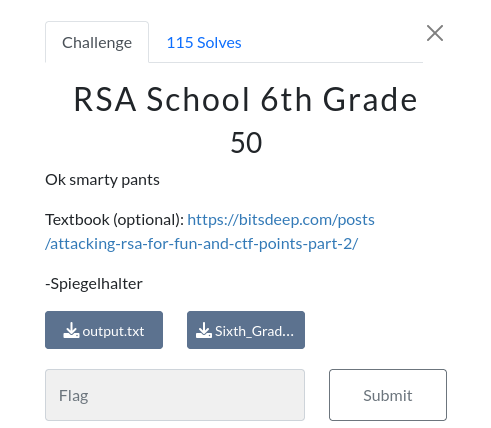 Challenge
115 Solves
RSA School 6th Grade
50
Ok smarty pants
Textbook (optional): https://bitsdeep.com/posts
/attacking-rsa-for-fun-and-ctf-points-part-2/
-Spiegelhalter
output.txt
Sixth_Grad...
Flag
Submit